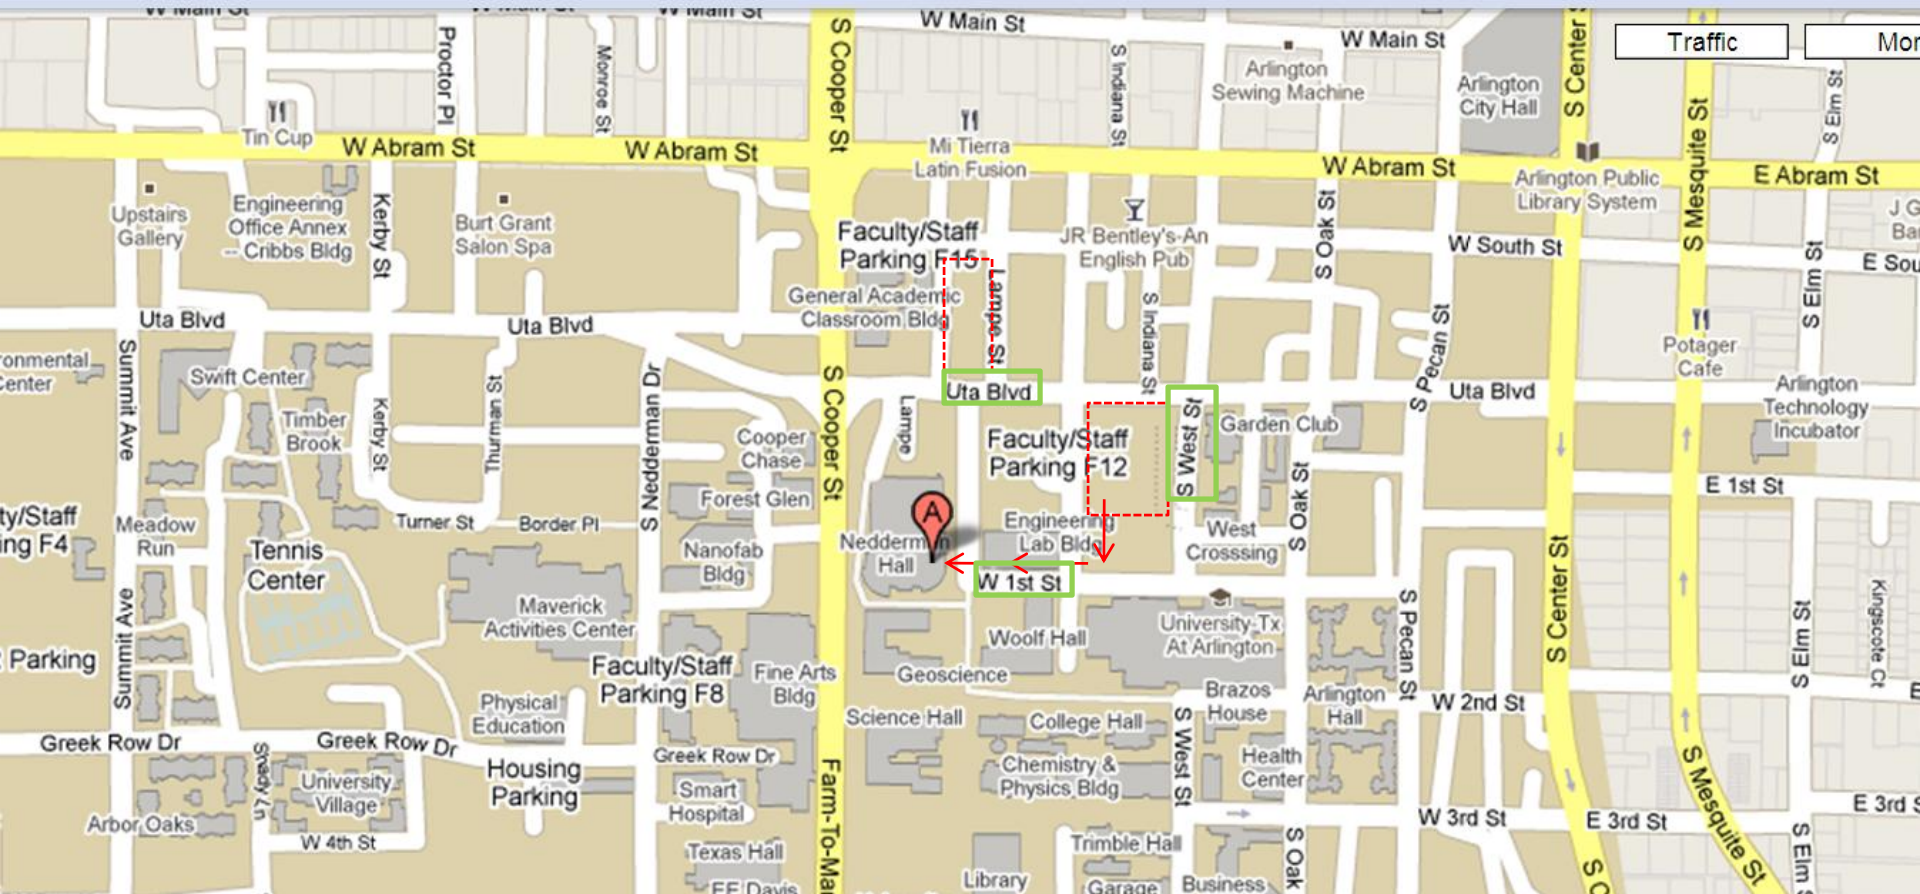 W Main St
W Main St
W Main St
W Main St
W Main St
Traffic
Proctor Pl
Monroe St
S Cooper St
S Indiana St
Arlington
Sewing Machine
Arlington
City Hall
S Center
S Mesquite St
S Elm St
Tin Cup
W Abram St
W Abram St
Mi Tierra
Latin Fusion
W Abram St
E Abram St
Arlington Public
Library System
Upstairs
Gallery
Engineering
Office Annex
-- Cribbs Bldg
Kerby St
Burt Grant
Salon Spa
Faculty/Staff
Parking F15
JR Bentley's-An
English Pub
S Oak St
W South St
S Elm St
General Academic
Classroom Bldg
Lampe St
S Indiana St
S Pecan St
Uta Blvd
Uta Blvd
Uta Blvd
Uta Blvd
Potager
Cafe
Swift Center
Summit Ave
Timber
Brook
Kerby St
Thurman St
S Nedderman Dr
S Cooper St
Lampe
Cooper
Chase
Faculty/Staff
Parking F12
S West St
Garden Club
Arlington
Technology
Incubator
Forest Glen
E 1st St
Meadow
Run
Turner St
Border Pl
Tennis
Center
Nanofab
Bldg
A
Nedderman
Hall
Engineering
Lab Bldg
West
Crosssing
S Oak St
W 1st St
S Center St
Maverick
Activities Center
Woolf Hall
University-Tx
At Arlington
S Pecan St
S Elm St
Kingscote Ct
Parking
Summit Ave
Faculty/Staff
Parking F8
Fine Arts
Bldg
Geoscience
Physical
Education
Science Hall
College Hall
Brazos
House
Arlington
Hall
W 2nd St
Greek Row Dr
Greek Row Dr
Greek Row Dr
S West St
Health
Center
Shady Ln
University
Village
Housing
Parking
Smart
Hospital
Chemistry &
Physics Bldg
S Mesquite St
Arbor Oaks
W 4th St
W 3rd St
E 3rd St
E 3rd
Texas Hall
Trimble Hall
S Oak
S Elm
Library
Garage
Business